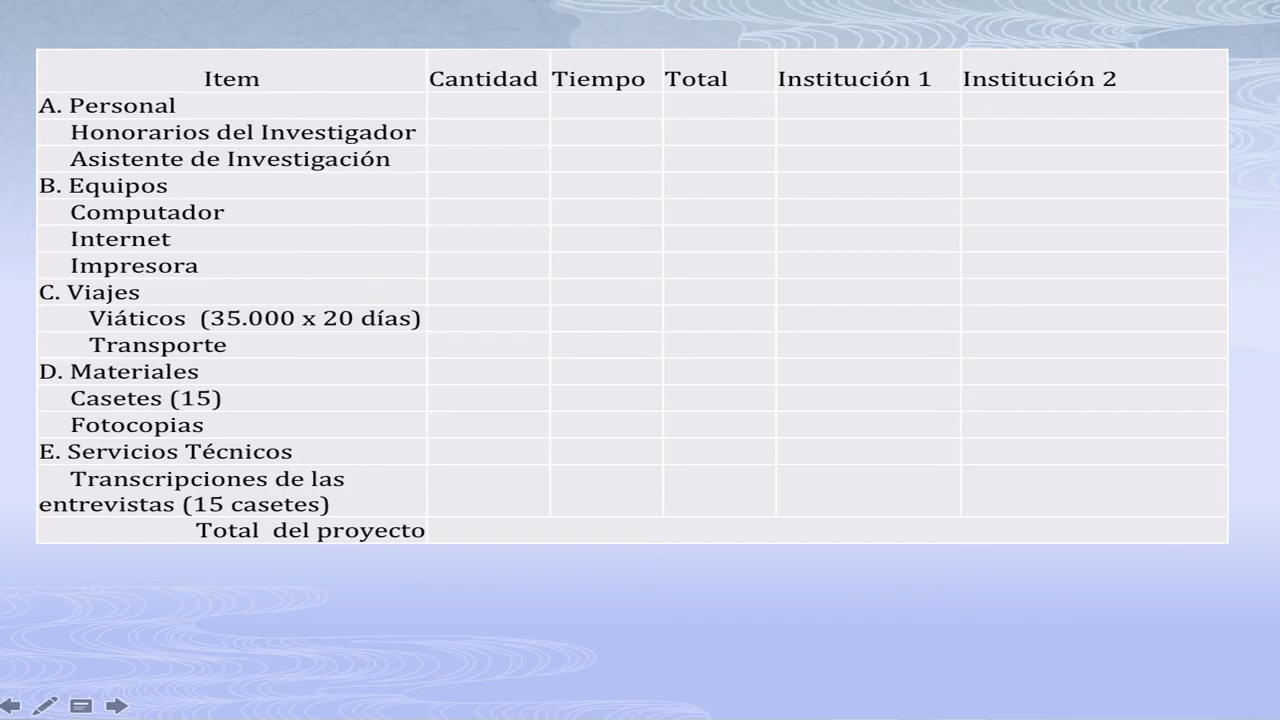 Item Cantidad Tiempo Total Institución 1 Institución 2
A. Personal
Honorarios del Investigador
Asistente de Investigación
B. Equipos
Computador
Internet
Impresora
C. Viajes
Viáticos (35.000 x 20 días)
Transporte
D. Materiales
Casetes (15)
Fotocopias
E. Servicios Técnicos
Transcripciones de las
entrevistas (15 casetes)
Total del proyecto